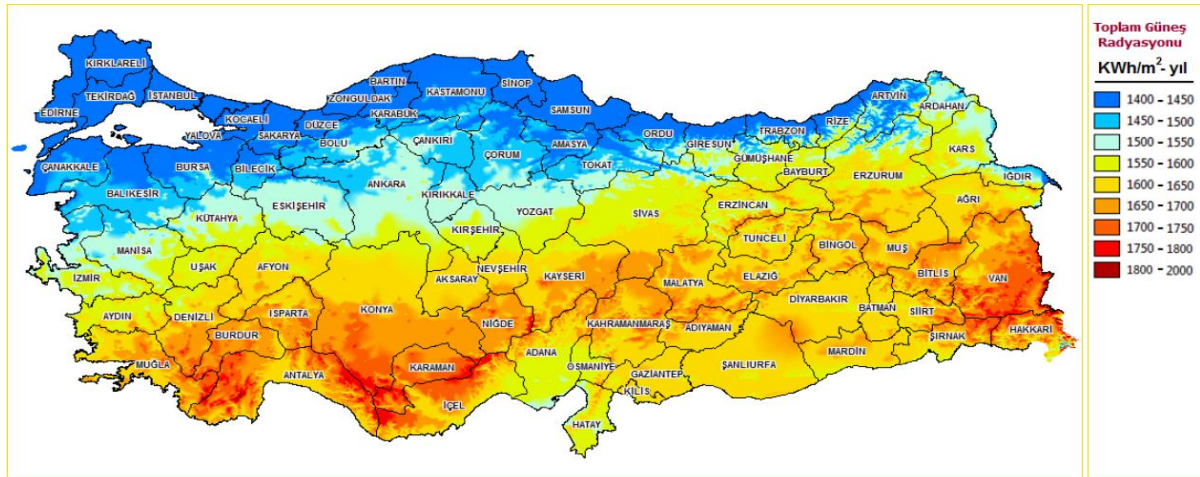 KIRKLARELİ
EDİRNE
TEKİRDAĞ
İSTANBUL
KOCAELİ
YALOVA
SAKARYA
DÜZCE
ZONGULDAK
BARTIN
KARABÜK
KASTAMONU
SİNOP
SAMSUN
BOLU
ÇANKIRI
ÇORUM
AMASYA
ORDU
TOKAT
GİRESUN
TRABZON
RİZE
ARTVİN
ARDAHAN
GÜMÜŞHANE
BAYBURT
ERZURUM
KARS
IĞDIR
AĞRI
ÇANAKKALE
BALIKESİR
BURSA
BİLECİK
ESKİŞEHİR
ANKARA
KIRIKKALE
YOZGAT
SİVAS
ERZİNCAN
KÜTAHYA
MANİSA
KIRŞEHİR
TUNCELİ
BİNGÖL
MUŞ
İZMİR
UŞAK
AFYON
AKSARAY
NEVŞEHİR
KAYSERİ
MALATYA
ELAZIĞ
BİTLİS
VAN
DİYARBAKIR
BATMAN
SİİRT
AYDIN
DENİZLİ
ISPARTA
BURDUR
KONYA
NİĞDE
KAHRAMANMARAŞ
ADIYAMAN
ŞIRNAK
HAKKARİ
MARDİN
MUĞLA
ANTALYA
KARAMAN
İÇEL
ADANA
OSMANİYE
GAZİANTEP
ŞANLIURFA
KİLİS
HATAY
Toplam Güneş
Radyasyonu
KWh/m²- yıl
1400 - 1450
1450 - 1500
1500 - 1550
1550 - 1600
1600 - 1650
1650 - 1700
1700 - 1750
1750 - 1800
1800 - 2000